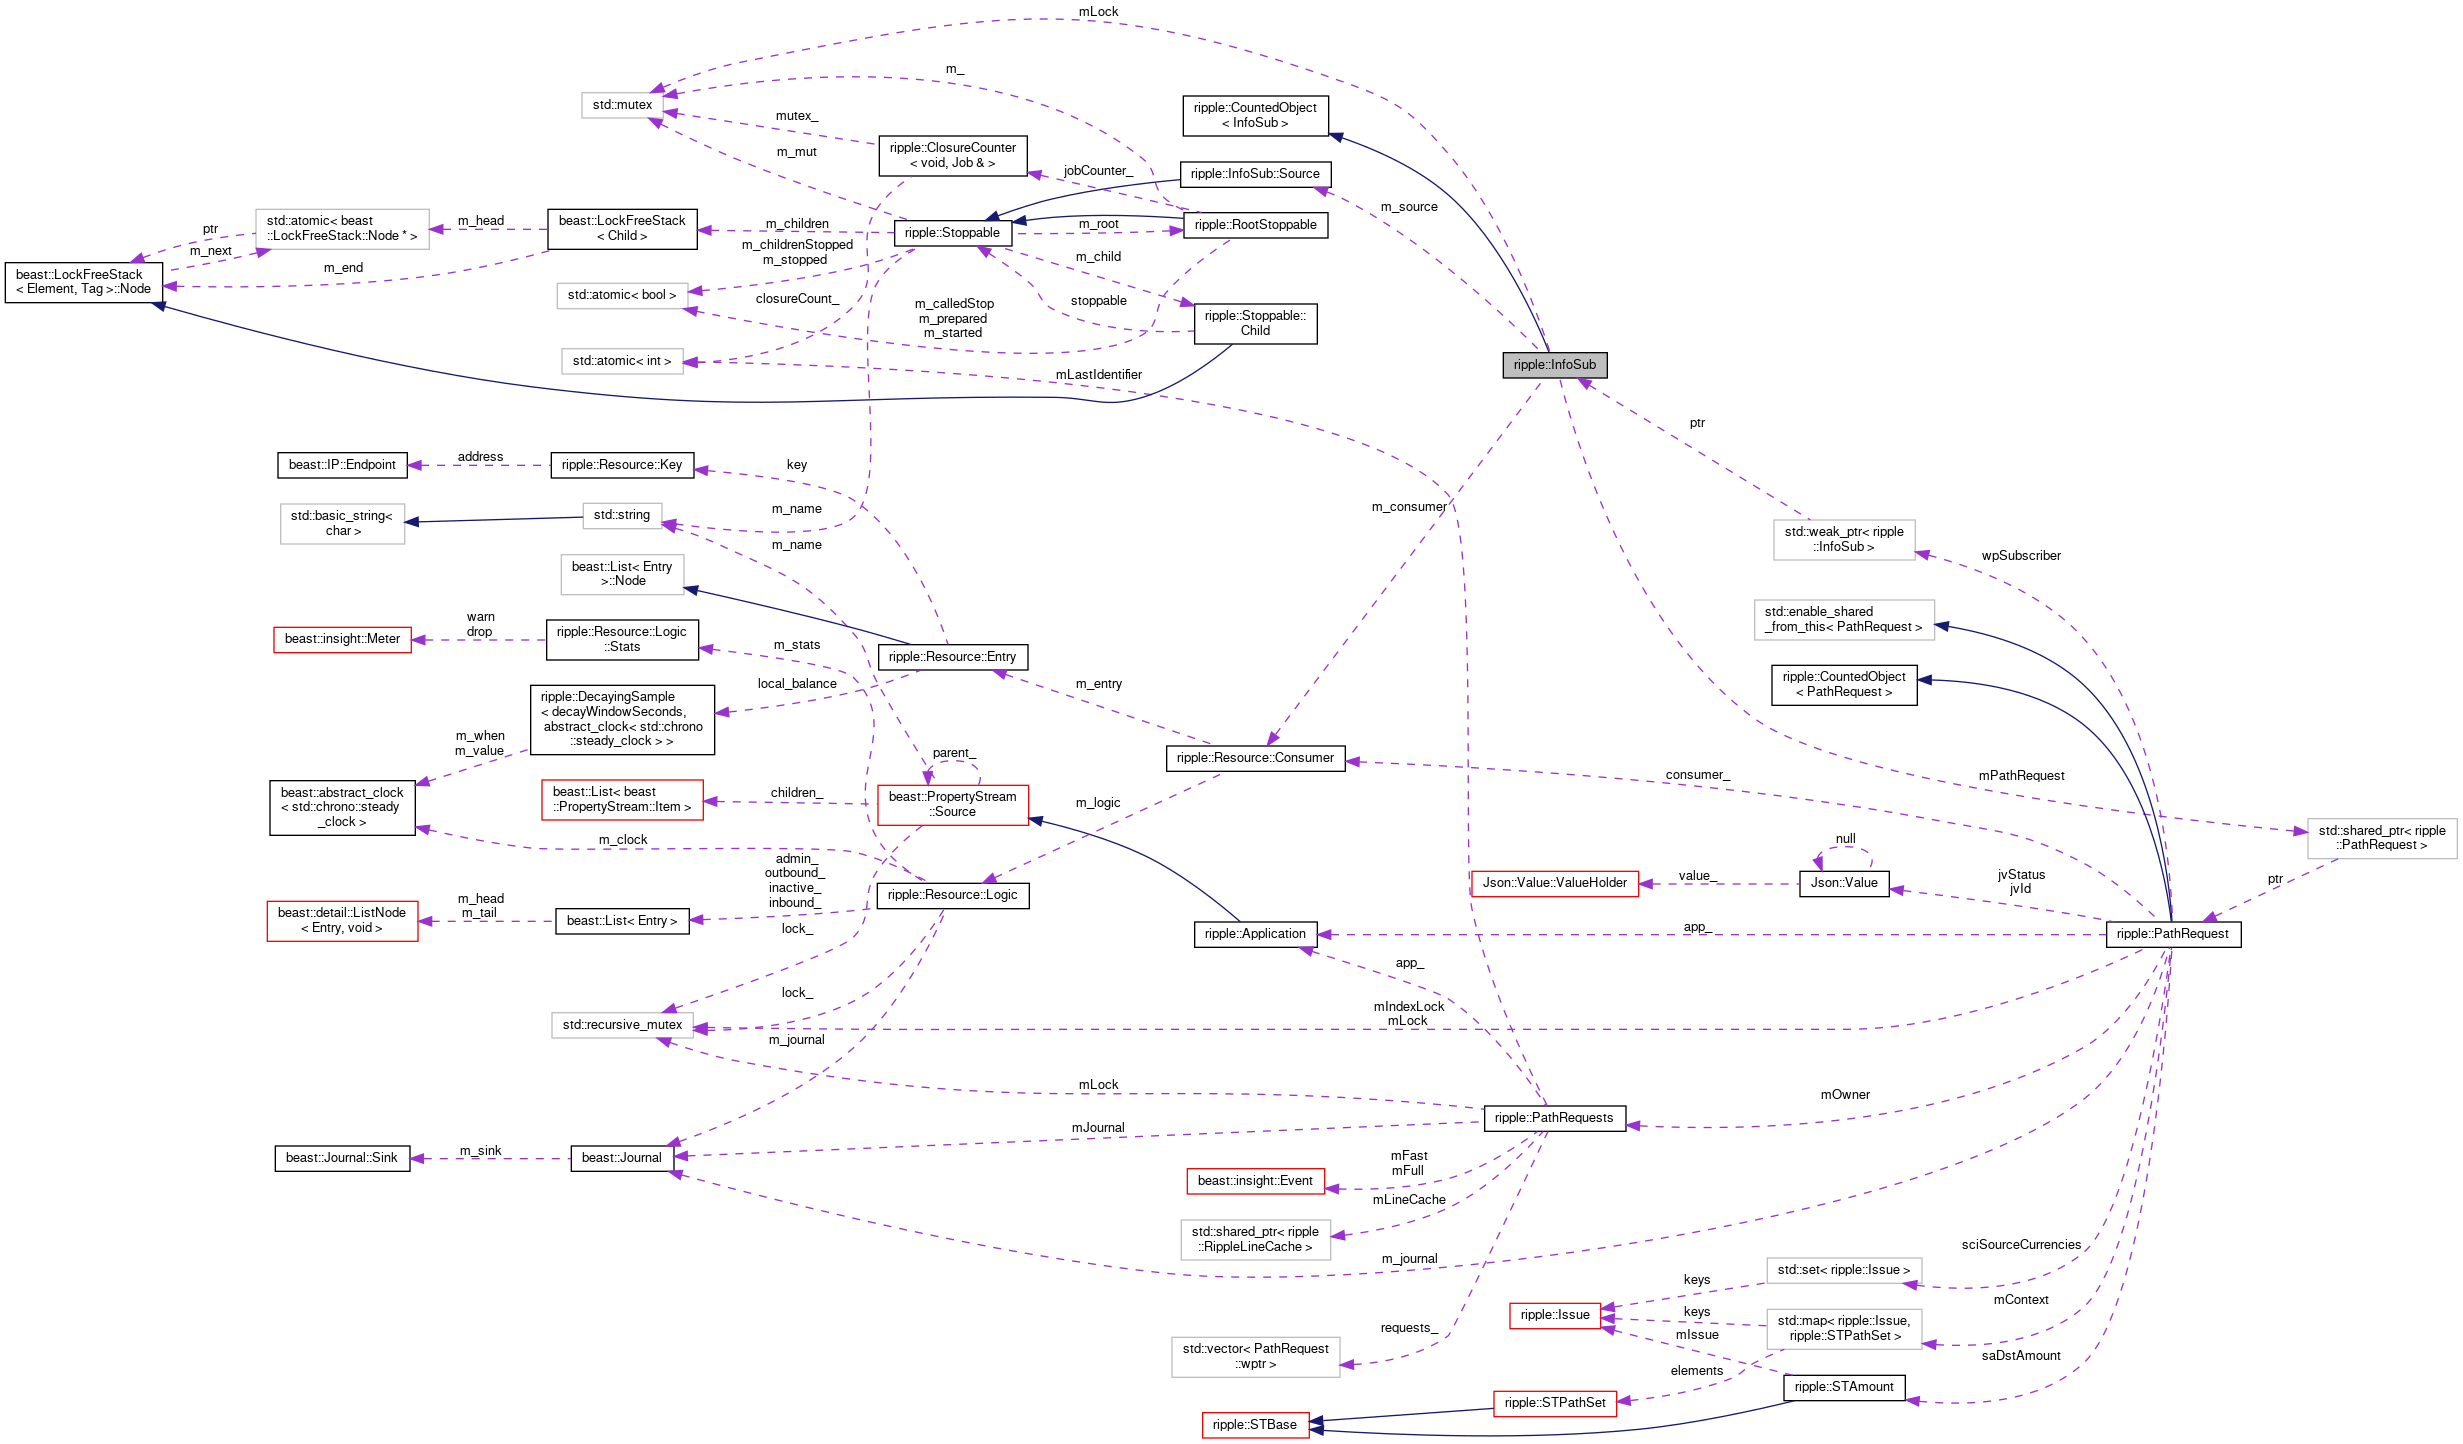 mLock
m_
std::mutex
mutex_
m_mut
ripple::ClosureCounter
< void, Job & >
ripple::CountedObject
< InfoSub >
jobCounter_
ripple::InfoSub::Source
m_source
std::atomic< beast
::LockFreeStack::Node * >
m_head
beast::LockFreeStack
< Child >
m_children
ripple::Stoppable
m_root
ripple::RootStoppable
ptr
m_next
m_end
beast::LockFreeStack
< Element, Tag >::Node
m_childrenStopped
m_stopped
m_child
std::atomic< bool >
closureCount_
m_calledStop
m_prepared
m_started
stoppable
ripple::Stoppable::
Child
std::atomic< int >
mLastIdentifier
ripple::InfoSub
ptr
beast::IP::Endpoint
address
ripple::Resource::Key
key
std::basic_string<
char >
std::string
m_name
m_name
m_consumer
std::weak_ptr< ripple
::InfoSub >
wpSubscriber
beast::List< Entry
>::Node
std::enable_shared
_from_this< PathRequest >
beast::insight::Meter
warn
drop
ripple::Resource::Logic
::Stats
m_stats
ripple::Resource::Entry
ripple::CountedObject
< PathRequest >
local_balance
m_entry
ripple::DecayingSample
< decayWindowSeconds,
abstract_clock< std::chrono
::steady_clock > >
m_when
m_value
parent_
ripple::Resource::Consumer
consumer_
mPathRequest
beast::abstract_clock
< std::chrono::steady
_clock >
beast::List< beast
::PropertyStream::Item >
children_
beast::PropertyStream
::Source
m_logic
m_clock
std::shared_ptr< ripple
::PathRequest >
null
admin_
outbound_
inactive_
inbound_
ripple::Resource::Logic
Json::Value::ValueHolder
value_
Json::Value
jvStatus
jvId
ptr
beast::detail::ListNode
< Entry, void >
m_head
m_tail
beast::List< Entry >
lock_
ripple::Application
app_
ripple::PathRequest
app_
lock_
std::recursive_mutex
mIndexLock
mLock
m_journal
mLock
mOwner
ripple::PathRequests
mJournal
beast::Journal::Sink
m_sink
beast::Journal
mFast
mFull
beast::insight::Event
mLineCache
std::shared_ptr< ripple
::RippleLineCache >
m_journal
sciSourceCurrencies
std::set< ripple::Issue >
keys
mContext
ripple::Issue
keys
std::map< ripple::Issue,
ripple::STPathSet >
mIssue
requests_
std::vector< PathRequest
::wptr >
saDstAmount
elements
ripple::STAmount
ripple::STPathSet
ripple::STBase